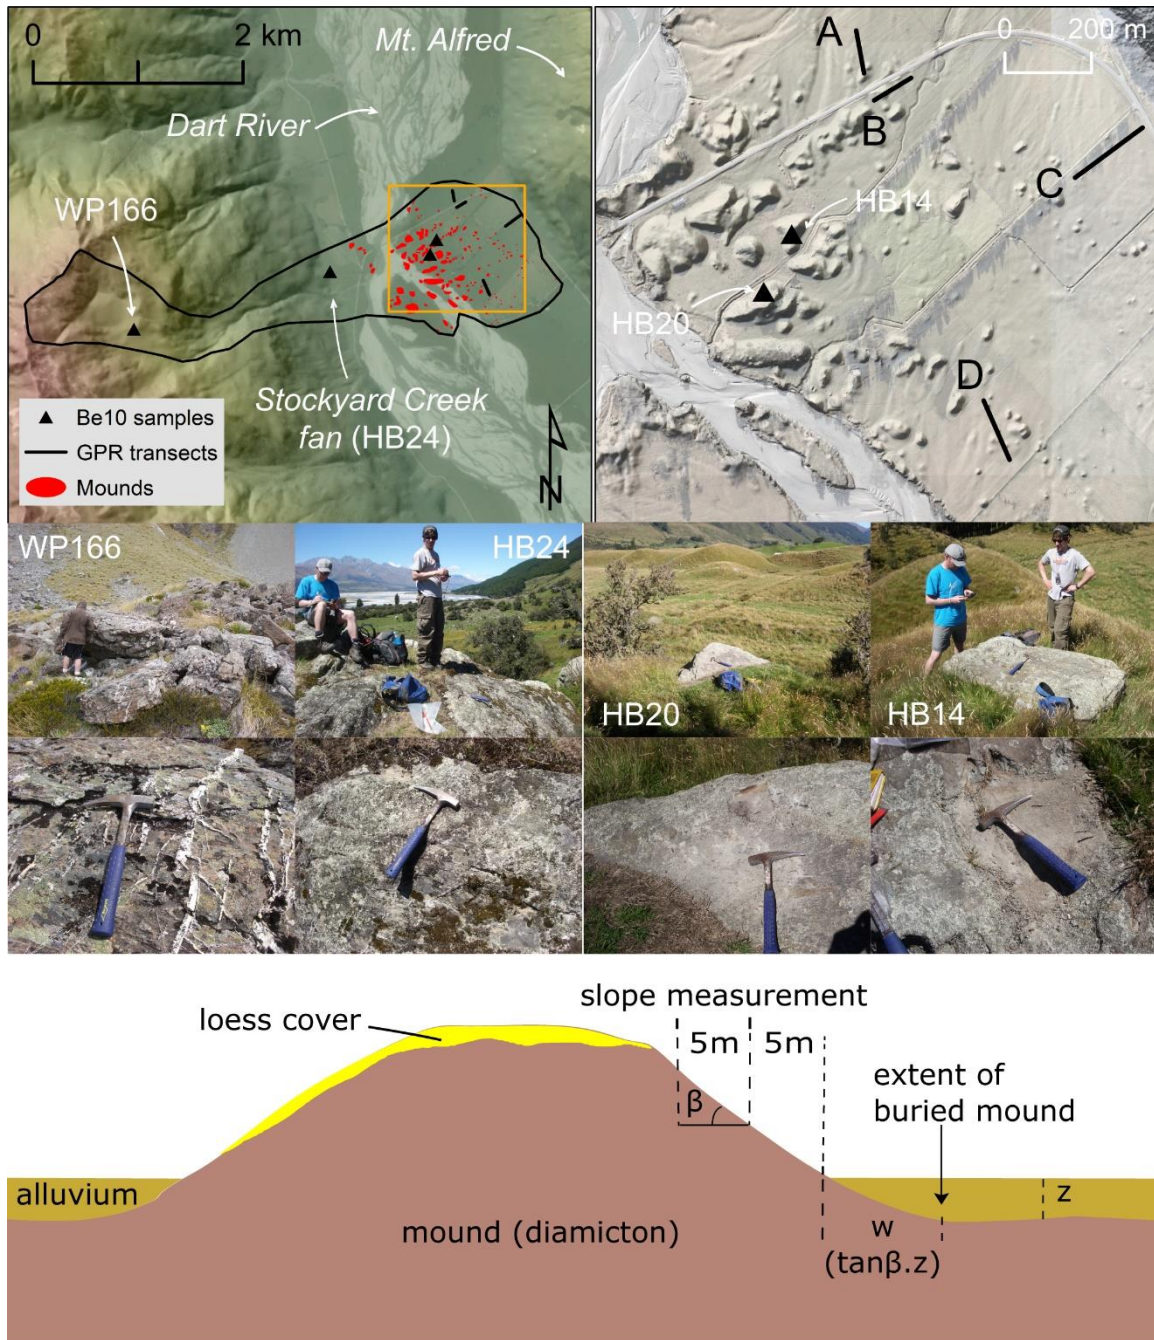 0
2 km
Mt. Alfred
Dart River
WP166
Stockyard Creek
fan (HB24)
N
Be10 samples
GPR transects
Mounds
A
0
200 m
B
C
HB14
HB20
D
WP166
HB24
HB20
HB14
slope measurement
loess cover
5m
5m
β
extent of
buried mound
alluvium
z
mound (diamicton)
w
(tanβ.z)